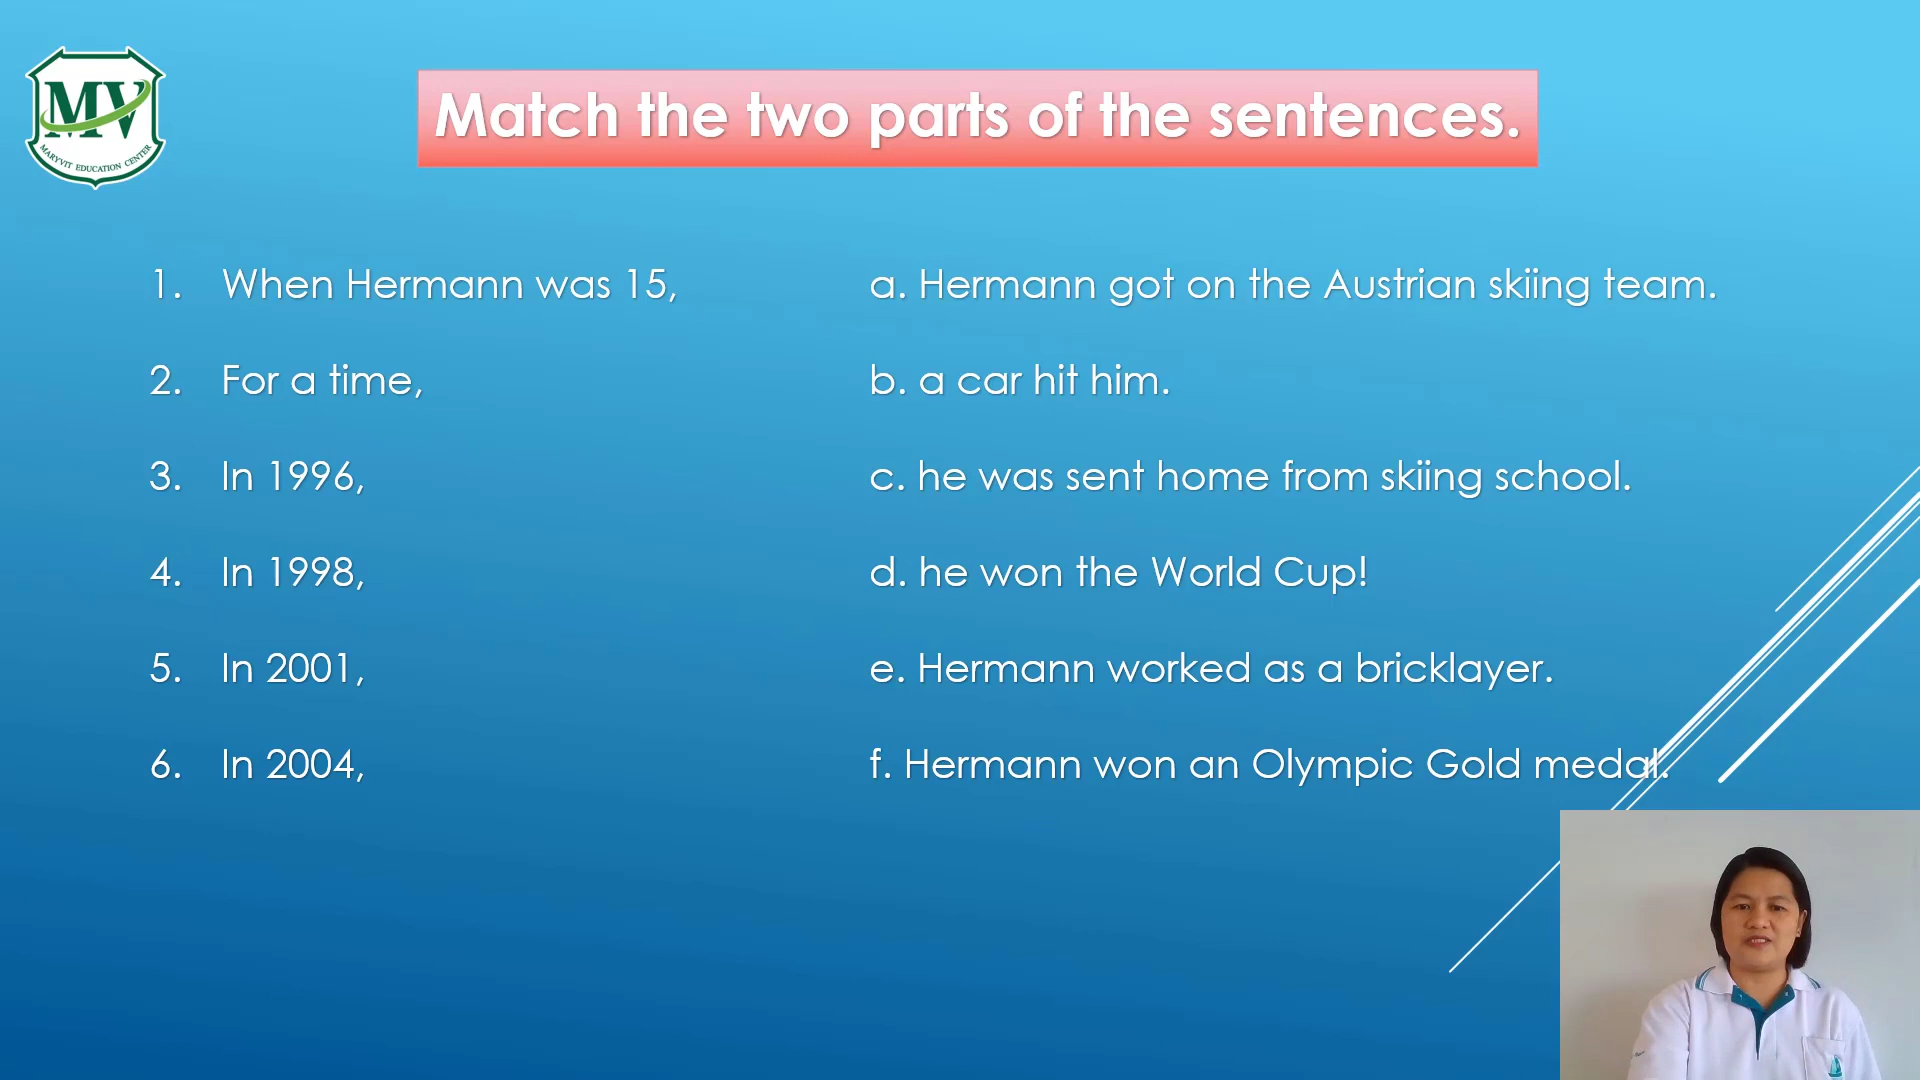 MV
MARYVIT EDUCATION CENTER
Match the two parts of the sentences.
1. When Hermann was 15,
a. Hermann got on the Austrian skiing team.
2. For a time,
b. a car hit him.
3. In 1996,
c. he was sent home from skiing school.
4. In 1998,
d. he won the World Cup!
5. In 2001,
e. Hermann worked as a bricklayer.
6. In 2004,
f. Hermann won an Olympic Gold medal.